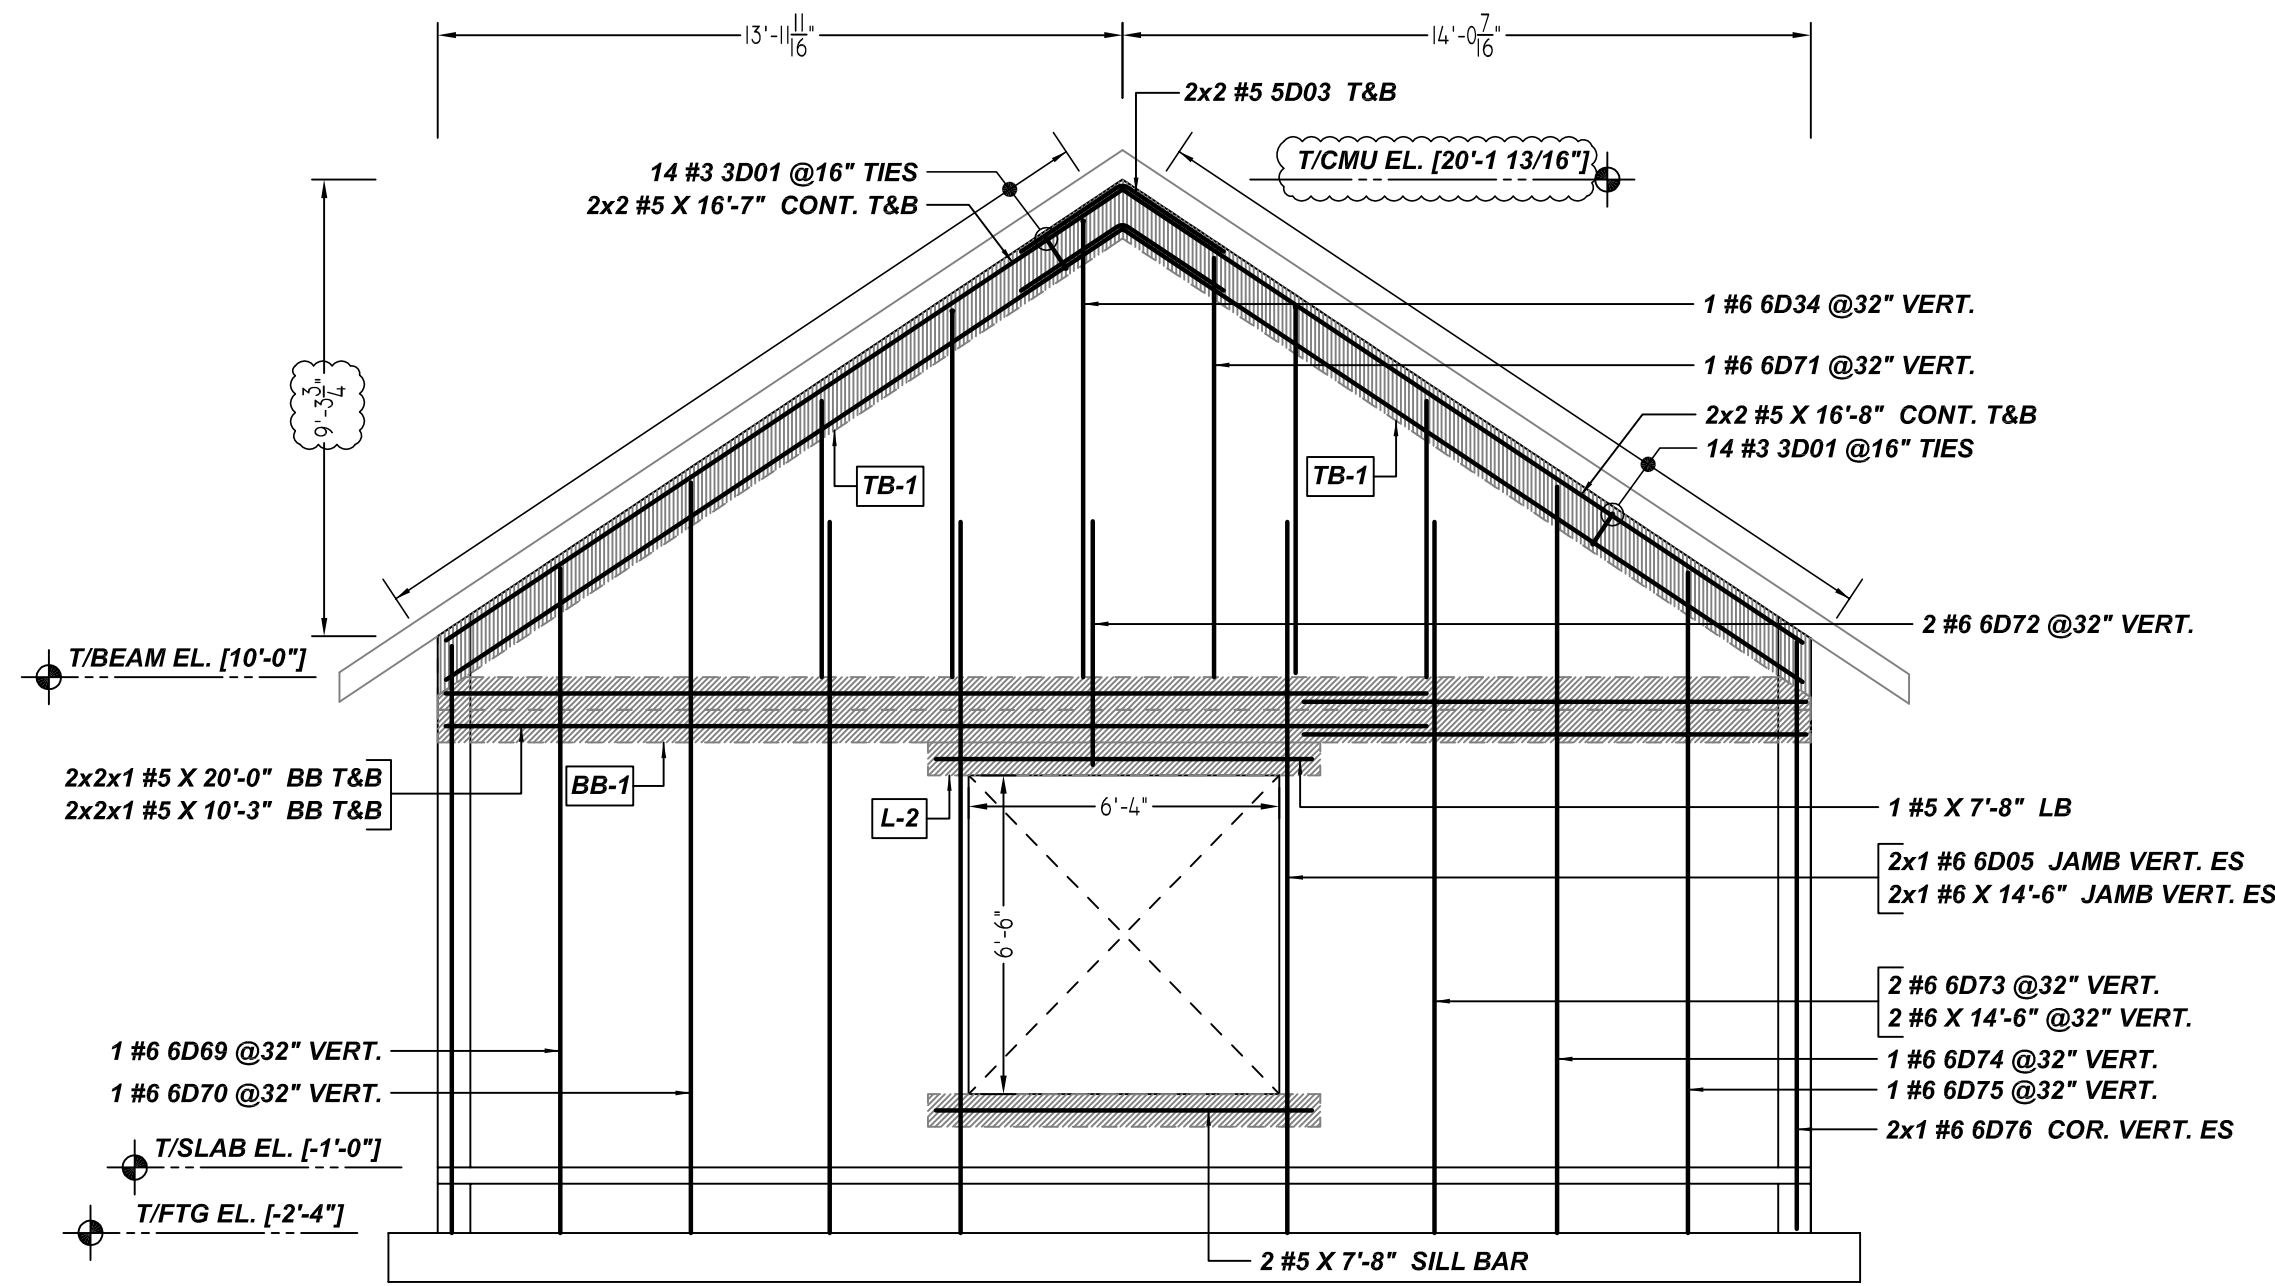 13'-11 11/16"
14'-0 7/16"
2x2 #5 5D03 T&B
T/CMU EL. [20'-1 13/16"]
14 #3 3D01 @16" TIES
2x2 #5 X 16'-7" CONT. T&B
1 #6 6D34 @32" VERT.
1 #6 6D71 @32" VERT.
9'-3 3/4"
2x2 #5 X 16'-8" CONT. T&B
14 #3 3D01 @16" TIES
TB-1
TB-1
2 #6 6D72 @32" VERT.
T/BEAM EL. [10'-0"]
2x2x1 #5 X 20'-0" BB T&B
2x2x1 #5 X 10'-3" BB T&B
BB-1
L-2
6'-4"
1 #5 X 7'-8" LB
2x1 #6 6D05 JAMB VERT. ES
2x1 #6 X 14'-6" JAMB VERT. ES
6'-6"
2 #6 6D73 @32" VERT.
2 #6 X 14'-6" @32" VERT.
1 #6 6D69 @32" VERT.
1 #6 6D74 @32" VERT.
1 #6 6D70 @32" VERT.
1 #6 6D75 @32" VERT.
2x1 #6 6D76 COR. VERT. ES
T/SLAB EL. [-1'-0"]
T/FTG EL. [-2'-4"]
2 #5 X 7'-8" SILL BAR